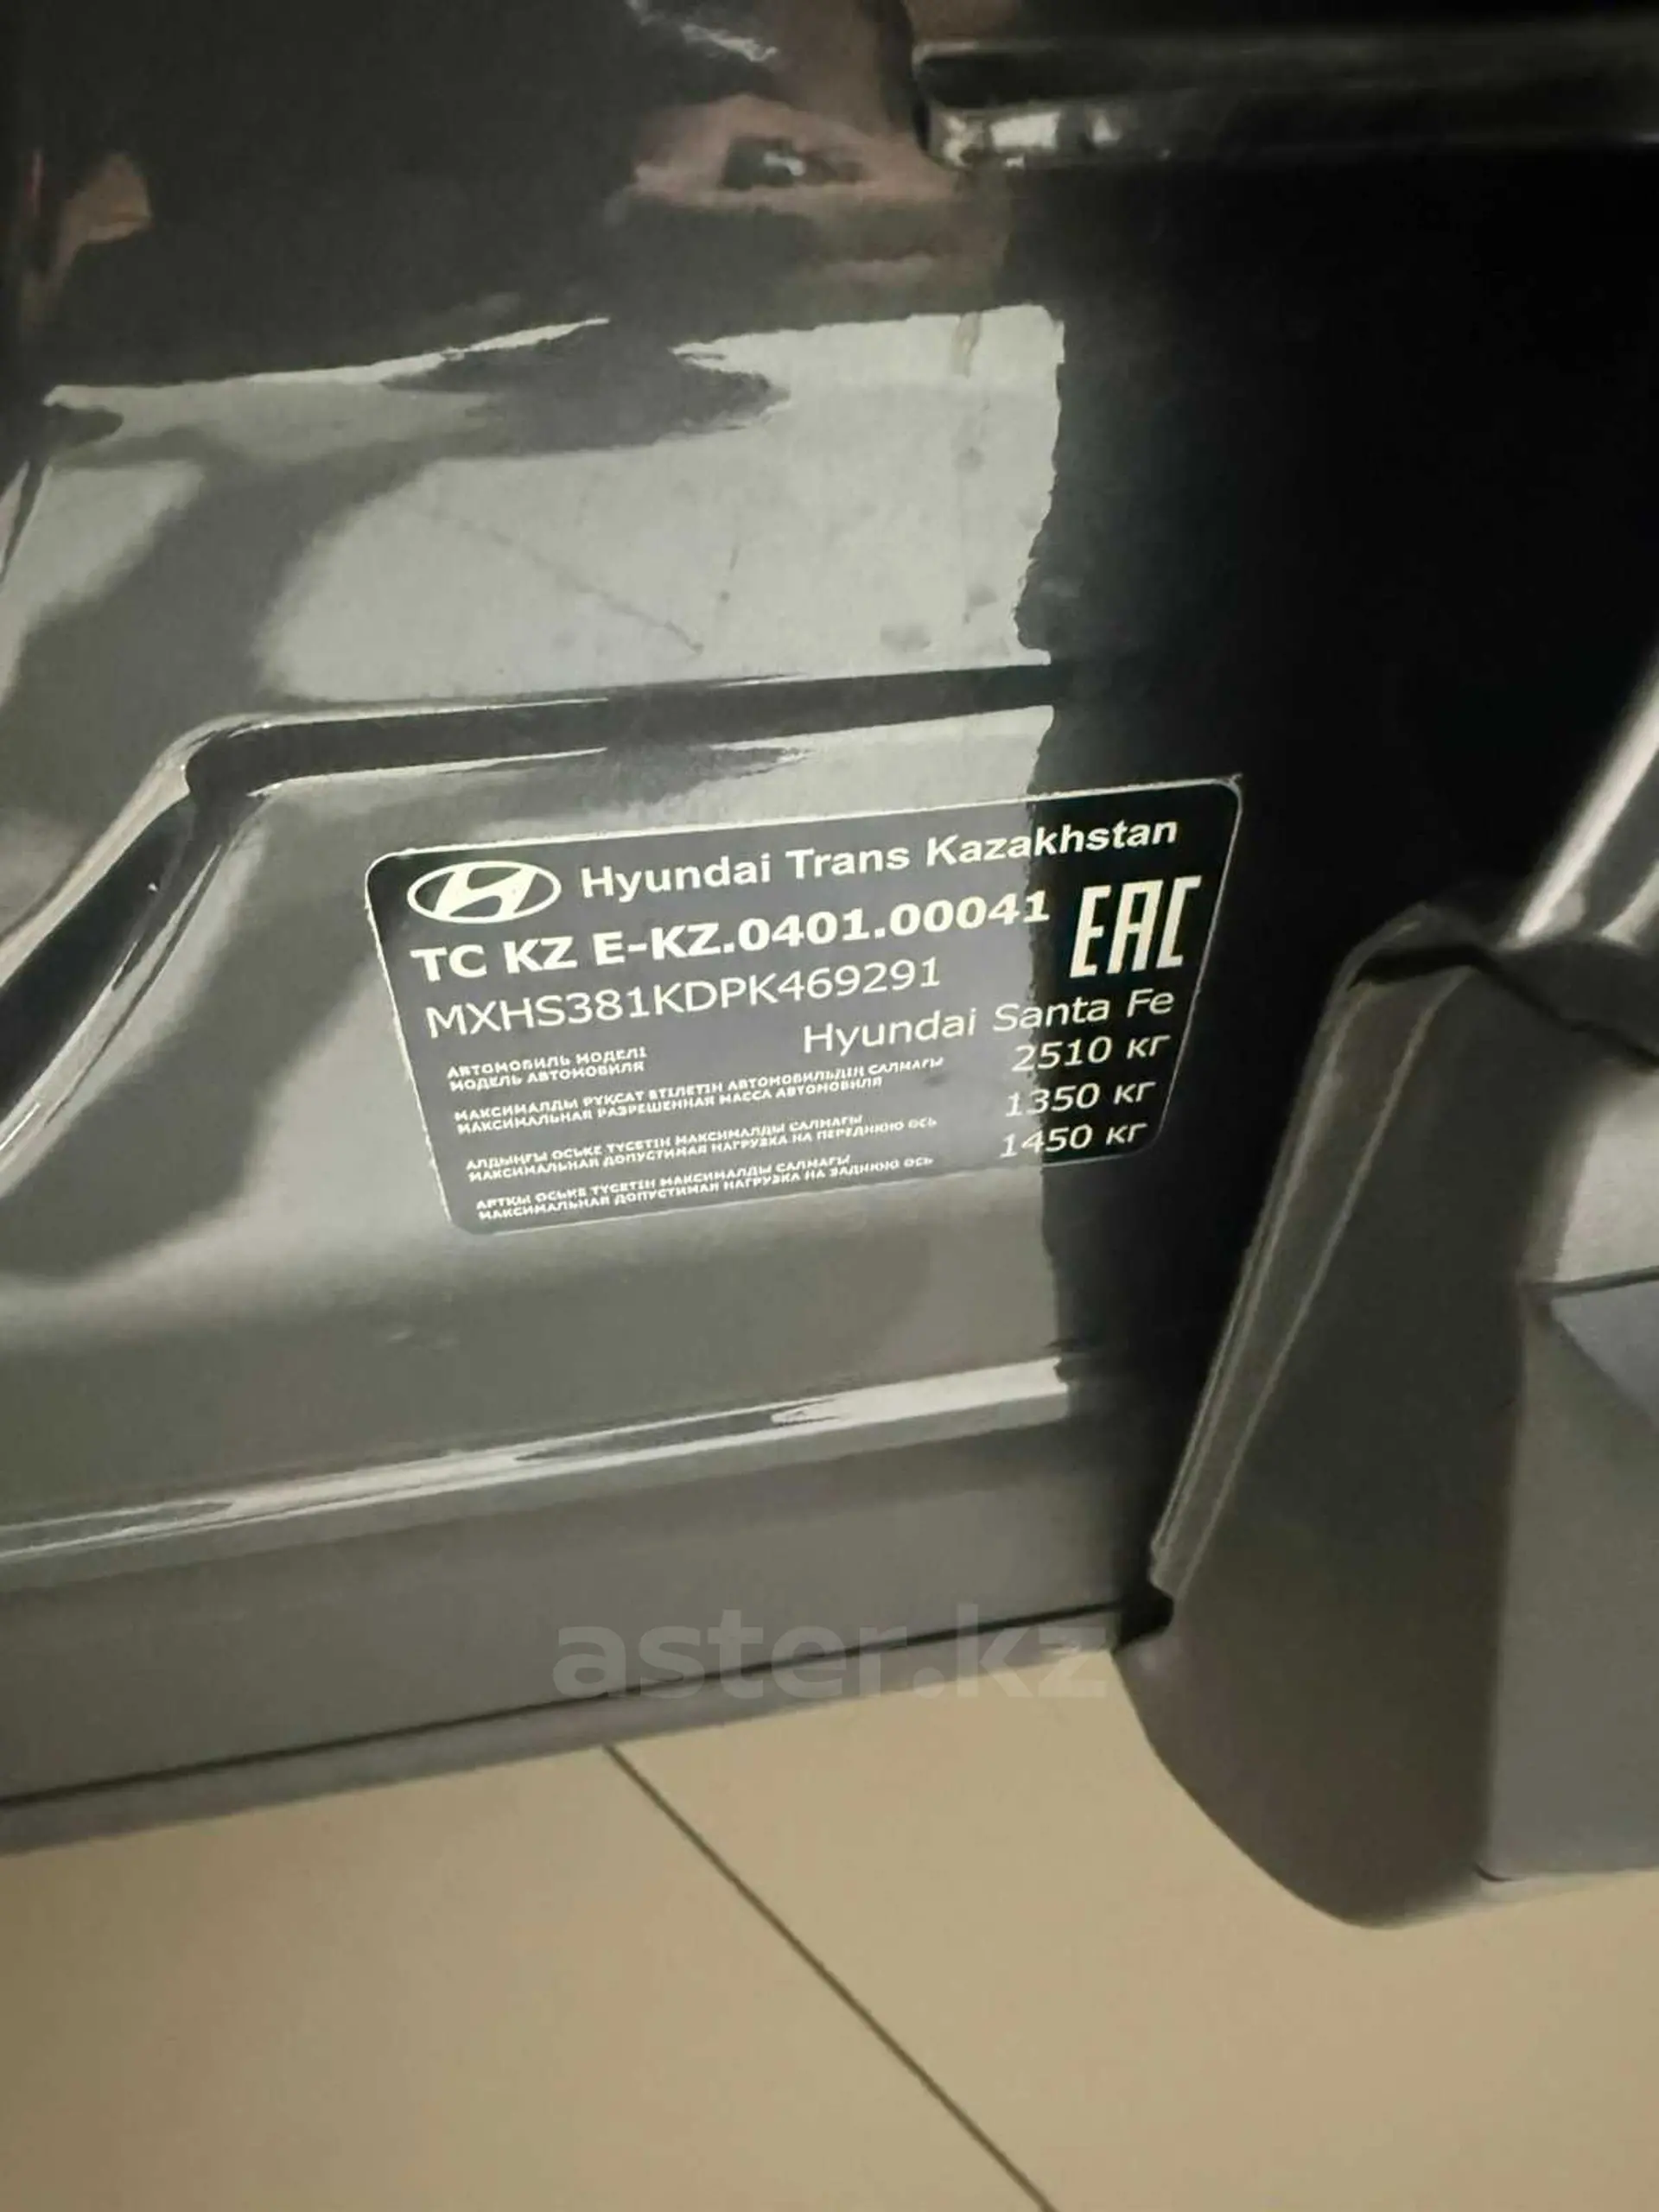 Hyundai Trans Kazakhstan
TC KZ E-KZ.0401.00041
EAC
MXHS381KDPK469291
АВТОМОБИЛЬ МОДЕЛІ
МОДЕЛЬ АВТОМОБИЛЯ
Hyundai Santa Fe
МАКСИМАЛДЫ РҰҚСАТ ЕТІЛЕТІН АВТОМОБИЛЬДІҢ САЛМАҒЫ
МАКСИМАЛЬНАЯ РАЗРЕШЕННАЯ МАССА АВТОМОБИЛЯ
2510 кг
АЛДЫҢҒЫ ОСЬКЕ ТҮСЕТІН МАКСИМАЛДЫ САЛМАҒЫ
МАКСИМАЛЬНАЯ ДОПУСТИМАЯ НАГРУЗКА НА ПЕРЕДНЮЮ ОСЬ
1350 кг
АРТҚЫ ОСЬКЕ ТҮСЕТІН МАКСИМАЛДЫ САЛМАҒЫ
МАКСИМАЛЬНАЯ ДОПУСТИМАЯ НАГРУЗКА НА ЗАДНЮЮ ОСЬ
1450 кг
aster.kz